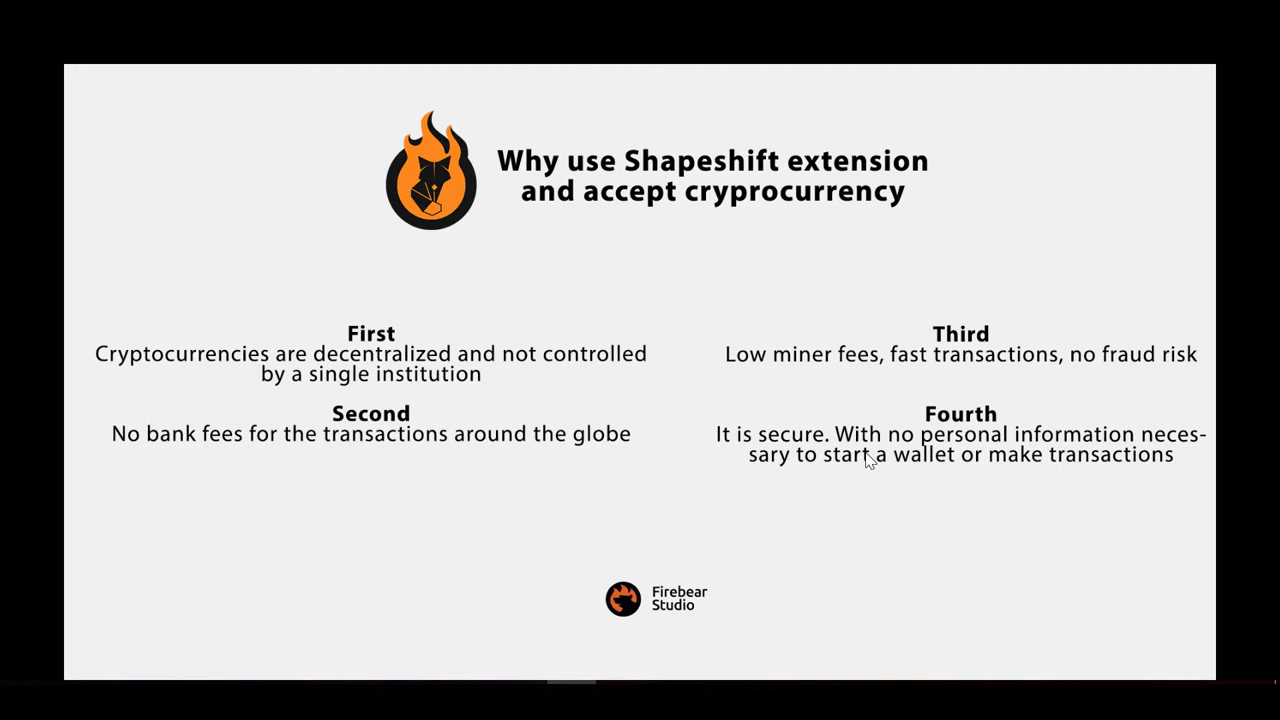 Why use Shapeshift extension
and accept cryprocurrency
First
Cryptocurrencies are decentralized and not controlled
by a single institution
Second
No bank fees for the transactions around the globe
Third
Low miner fees, fast transactions, no fraud risk
Fourth
It is secure. With no personal information neces-
sary to start a wallet or make transactions
Firebear
Studio